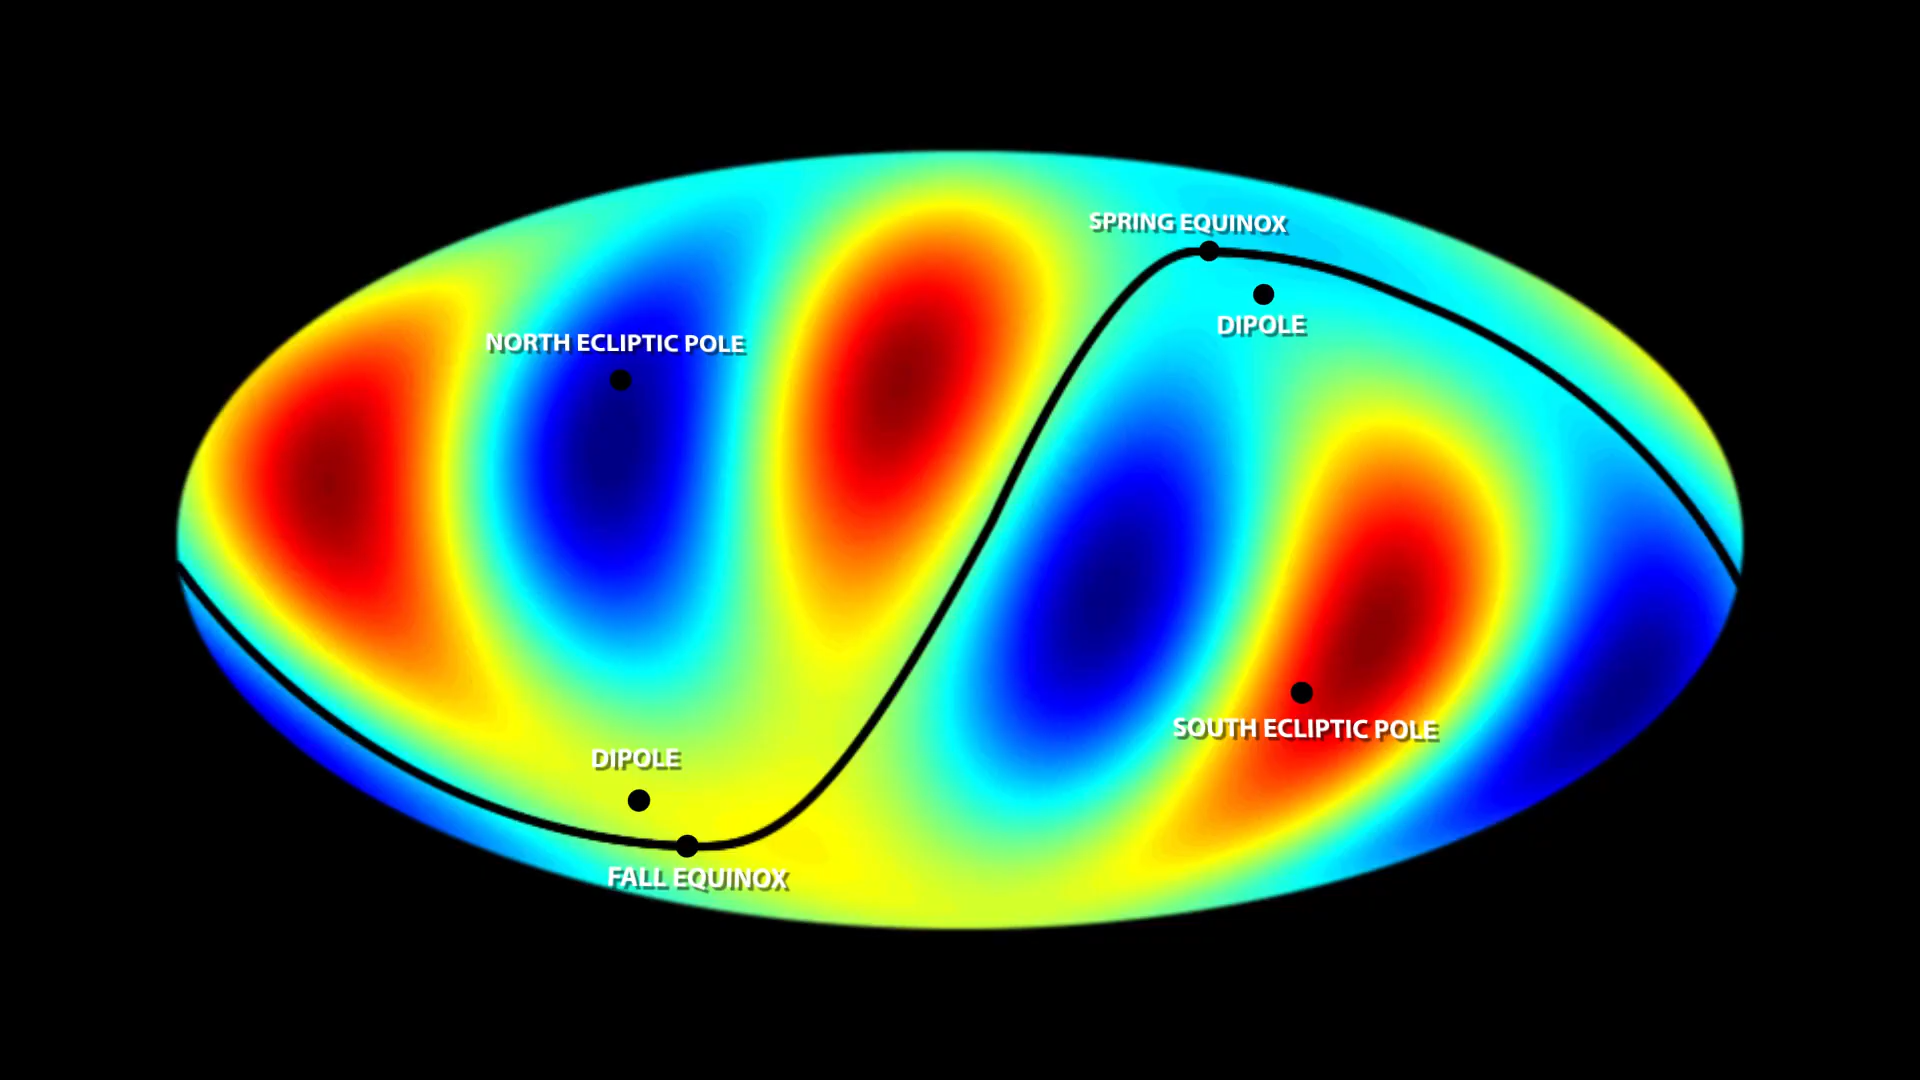 SPRING EQUINOX
DIPOLE
NORTH ECLIPTIC POLE
SOUTH ECLIPTIC POLE
DIPOLE
FALL EQUINOX